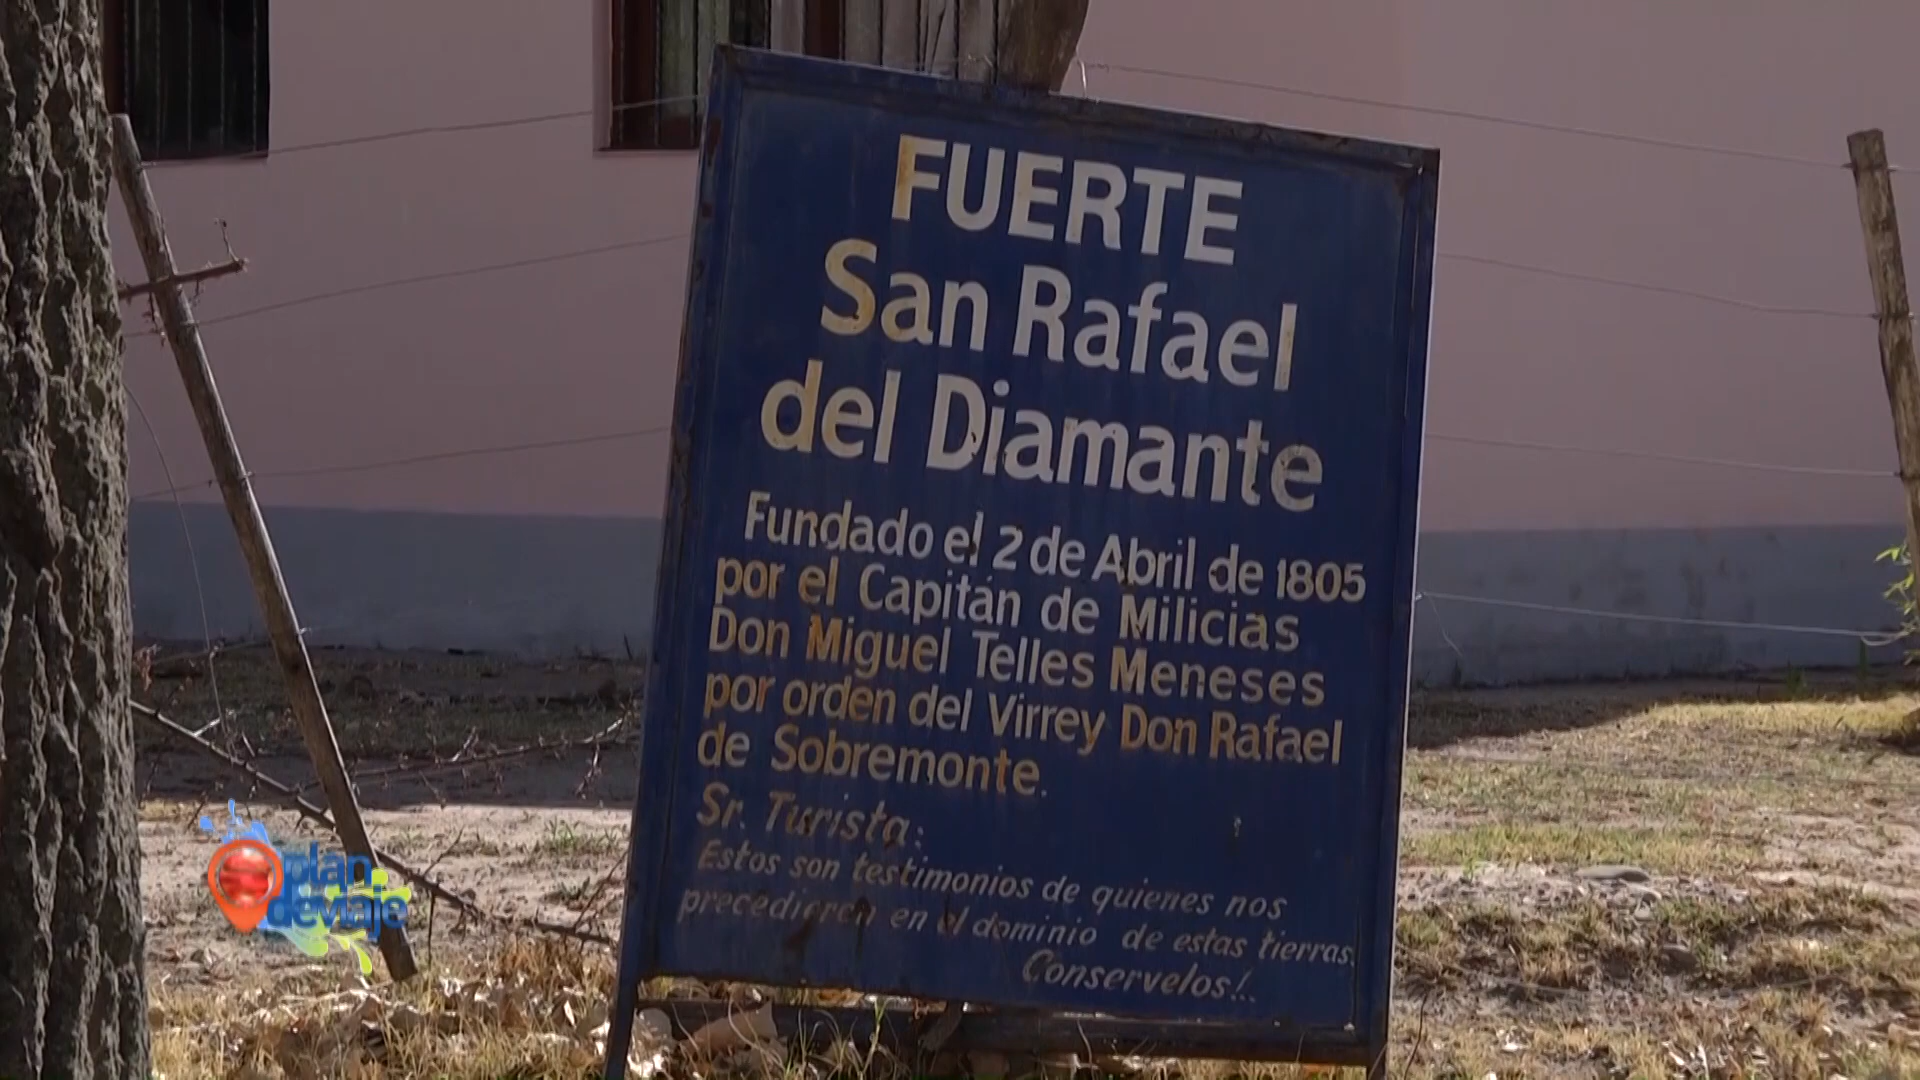 FUERTE
San Rafael
del Diamante
Fundado el 2 de Abril de 1805
por el Capitán de Milicias
Don Miguel Telles Meneses
por orden del Virrey Don Rafael
de Sobremonte.
Sr. Turista:
Estos son testimonios de quienes nos
precedieron en el dominio de estas tierras.
Conservelos!..
plan
deviaje